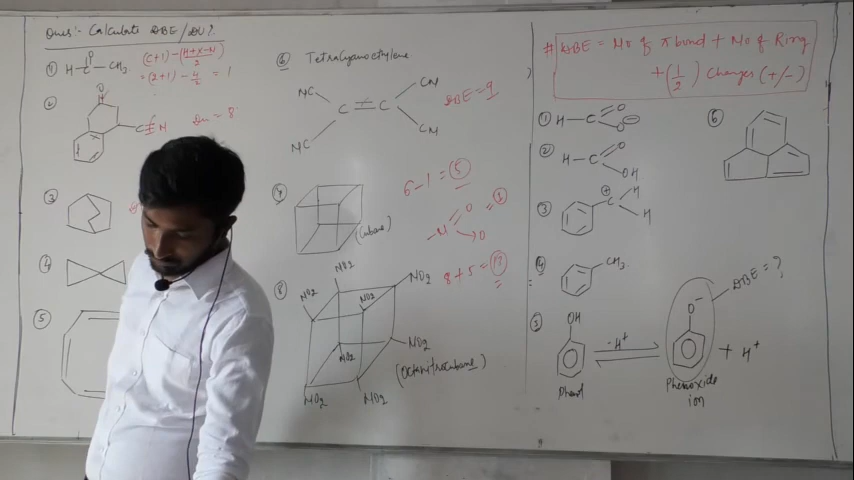 Ques:- Calculate DBE/DU?
① H-C-CH3
O
(C+1)-(H+X-N)
2
=(2+1)-4/2 = 1
②
C≡N
DU = 8
③
④
⑤
⑥ Tetracyanoethylene
NC
CN
C = C
NC
CN
DBE=9
⑦
(Cubane)
6-1 = ⑤
-N
O
O
8+5 = ⑬
⑧
NO2
NO2
NO2
NO2
NO2
NO2
NO2
NO2
(Octanitrocubane)
# DBE = No of π bond + No of Ring
+ (1/2) Charges (+/-)
① H-C
O
O⊖
② H-C
O
OH
③
⊕
C
H
H
④
CH3
⑤
OH
Phenol
-H+
O-
Phenoxide
ion
+ H+
DBE = ?
⑥